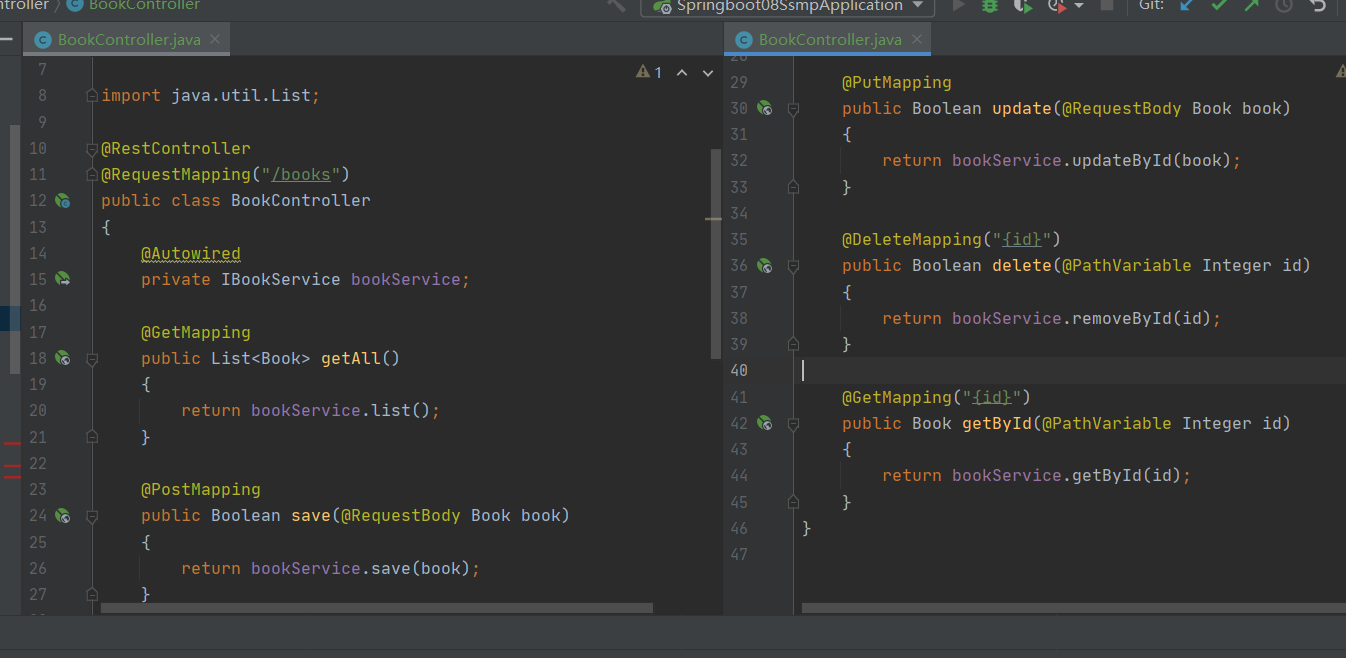 ntroller / BookController
Springboot08SsmpApplication
Git:
BookController.java
BookController.java
1
7
8 import java.util.List;
9
10 @RestController
11 @RequestMapping("/books")
12 public class BookController
13 {
14 @Autowired
15 private IBookService bookService;
16
17 @GetMapping
18 public List<Book> getAll()
19 {
20 return bookService.list();
21 }
22
23 @PostMapping
24 public Boolean save(@RequestBody Book book)
25 {
26 return bookService.save(book);
27 }
28
29 @PutMapping
30 public Boolean update(@RequestBody Book book)
31 {
32 return bookService.updateById(book);
33 }
34
35 @DeleteMapping("{id}")
36 public Boolean delete(@PathVariable Integer id)
37 {
38 return bookService.removeById(id);
39 }
40
41 @GetMapping("{id}")
42 public Book getById(@PathVariable Integer id)
43 {
44 return bookService.getById(id);
45 }
46 }
47